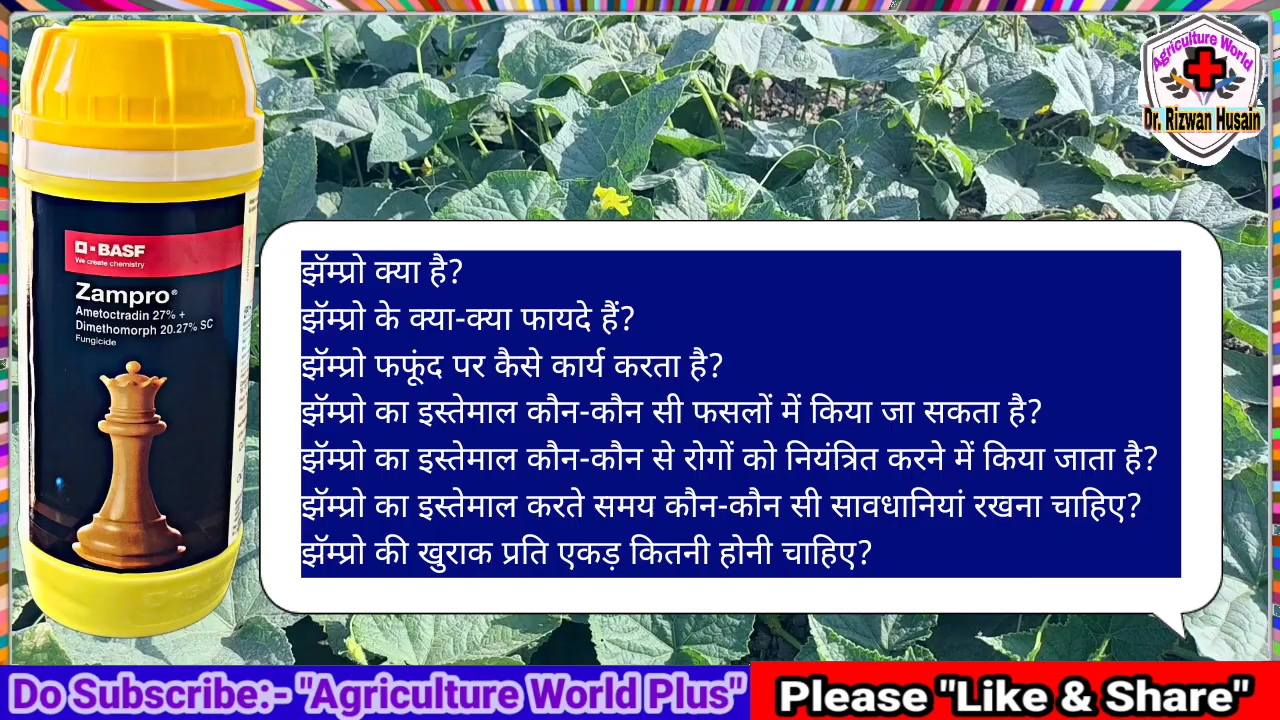 Agriculture World
Dr. Rizwan Husain
BASF
We create chemistry
Zampro®
Ametoctradin 27% +
Dimethomorph 20.27% SC
Fungicide
झॅम्प्रो क्या है?
झॅम्प्रो के क्या-क्या फायदे हैं?
झॅम्प्रो फफूंद पर कैसे कार्य करता है?
झॅम्प्रो का इस्तेमाल कौन-कौन सी फसलों में किया जा सकता है?
झॅम्प्रो का इस्तेमाल कौन-कौन से रोगों को नियंत्रित करने में किया जाता है?
झॅम्प्रो का इस्तेमाल करते समय कौन-कौन सी सावधानियां रखना चाहिए?
झॅम्प्रो की खुराक प्रति एकड़ कितनी होनी चाहिए?
Do Subscribe:- "Agriculture World Plus"
Please "Like & Share"